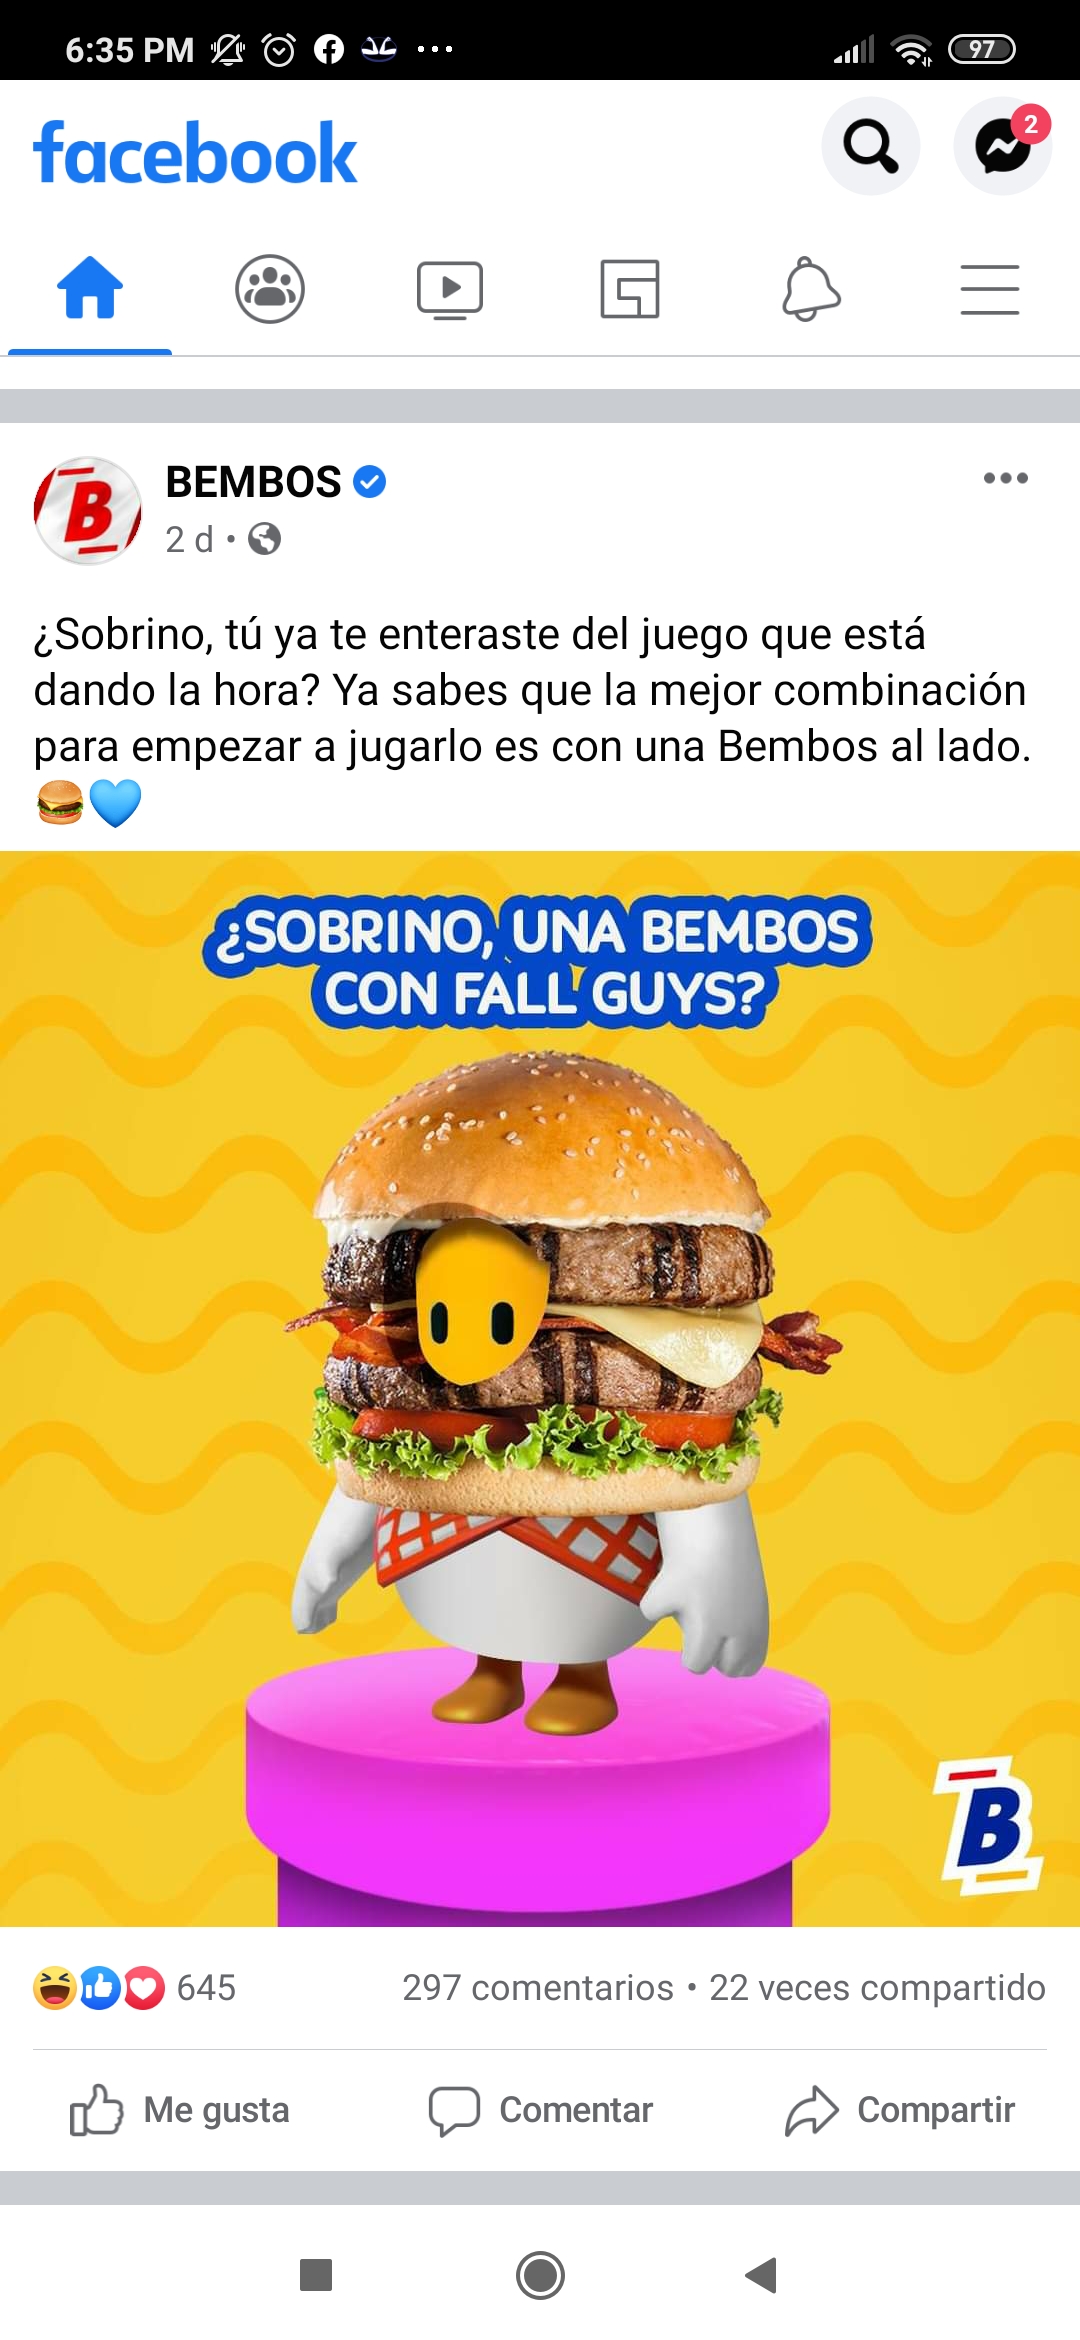 6:35 PM
97
facebook
2
B
BEMBOS
2 d
¿Sobrino, tú ya te enteraste del juego que está
dando la hora? Ya sabes que la mejor combinación
para empezar a jugarlo es con una Bembos al lado.
🍔💙
¿SOBRINO, UNA BEMBOS
CON FALL GUYS?
B
645
297 comentarios • 22 veces compartido
Me gusta
Comentar
Compartir